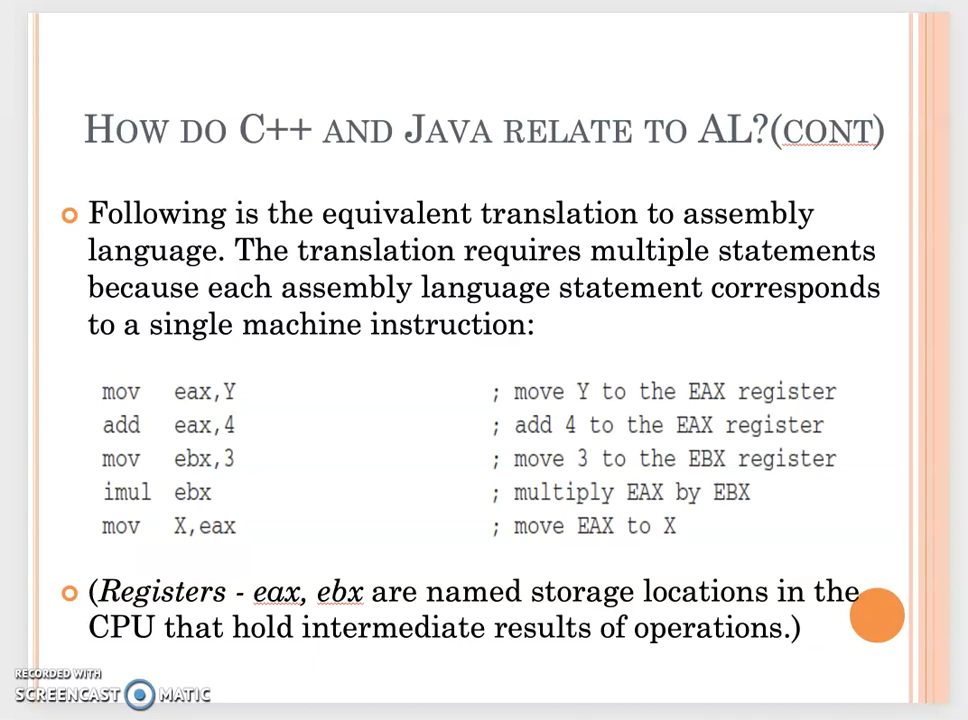 HOW DO C++ AND JAVA RELATE TO AL?(CONT)
Following is the equivalent translation to assembly
language. The translation requires multiple statements
because each assembly language statement corresponds
to a single machine instruction:
mov eax,Y ; move Y to the EAX register
add eax,4 ; add 4 to the EAX register
mov ebx,3 ; move 3 to the EBX register
imul ebx ; multiply EAX by EBX
mov X,eax ; move EAX to X
(Registers - eax, ebx are named storage locations in the
CPU that hold intermediate results of operations.)
RECORDED WITH
SCREENCAST MATIC